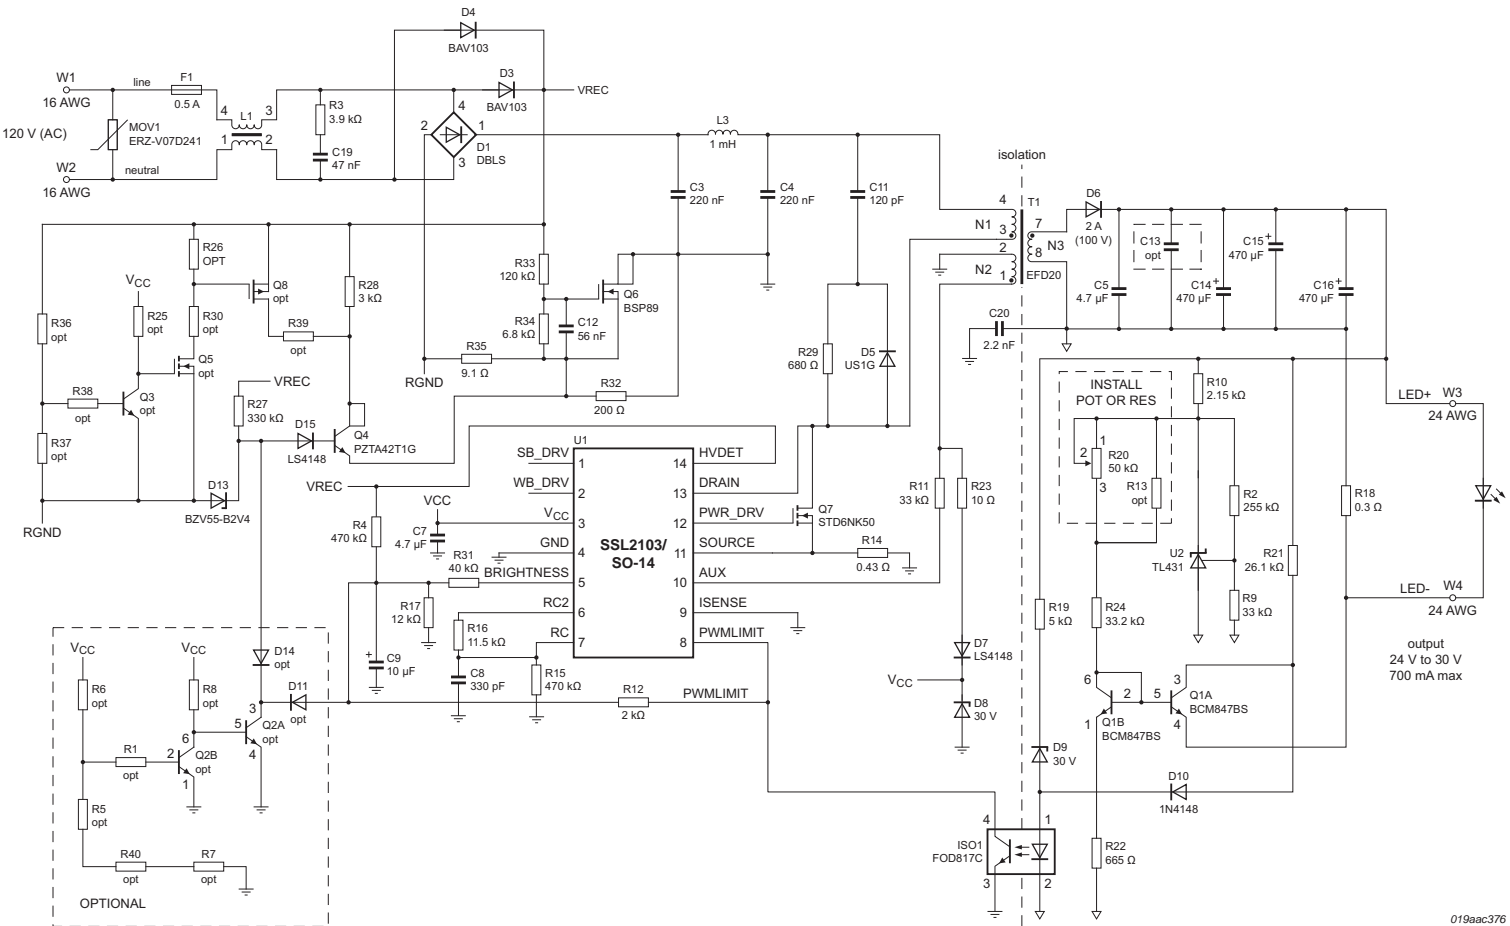 D4
BAV103
D3
BAV103
VREC
W1
16 AWG
line
F1
0.5 A
L1
4
3
1
2
R3
3.9 kΩ
C19
47 nF
120 V (AC)
MOV1
ERZ-V07D241
W2
16 AWG
neutral
2
4
1
3
D1
DBLS
L3
1 mH
isolation
C3
220 nF
C4
220 nF
C11
120 pF
4
T1
N1
3
7
N3
8
2
N2
1
EFD20
D6
2 A
(100 V)
C13
opt
C15
+
470 µF
C5
4.7 µF
C14
+
470 µF
C16
+
470 µF
C20
2.2 nF
R26
OPT
VCC
Q8
opt
R28
3 kΩ
R33
120 kΩ
Q6
BSP89
R36
opt
R25
opt
R30
opt
R39
opt
R34
6.8 kΩ
C12
56 nF
R29
680 Ω
D5
US1G
Q5
opt
R35
9.1 Ω
RGND
R32
200 Ω
VREC
R38
opt
Q3
opt
R27
330 kΩ
D15
LS4148
Q4
PZTA42T1G
R37
opt
D13
BZV55-B2V4
RGND
INSTALL
POT OR RES
R10
2.15 kΩ
LED+
W3
24 AWG
1
2
R20
50 kΩ
3
R13
opt
R2
255 kΩ
R18
0.3 Ω
U2
TL431
R21
26.1 kΩ
R9
33 kΩ
LED-
W4
24 AWG
output
24 V to 30 V
700 mA max
U1
SB_DRV
1
14
HVDET
WB_DRV
2
13
DRAIN
VCC
3
12
PWR_DRV
GND
4
11
SOURCE
BRIGHTNESS
5
10
AUX
RC2
6
9
ISENSE
RC
7
8
PWMLIMIT
SSL2103/
SO-14
VREC
VCC
R4
470 kΩ
C7
4.7 µF
R31
40 kΩ
R17
12 kΩ
R16
11.5 kΩ
+
C9
10 µF
C8
330 pF
R15
470 kΩ
R12
2 kΩ
PWMLIMIT
Q7
STD6NK50
R14
0.43 Ω
R11
33 kΩ
R23
10 Ω
D7
LS4148
VCC
D8
30 V
R19
5 kΩ
R24
33.2 kΩ
6
2
1
Q1B
BCM847BS
3
5
4
Q1A
BCM847BS
D9
30 V
D10
1N4148
R22
665 Ω
4
1
ISO1
FOD817C
3
2
VCC
VCC
D14
opt
R6
opt
R8
opt
3
D11
opt
5
Q2A
opt
4
6
R1
opt
2
Q2B
opt
1
R5
opt
R40
opt
R7
opt
OPTIONAL
019aac376